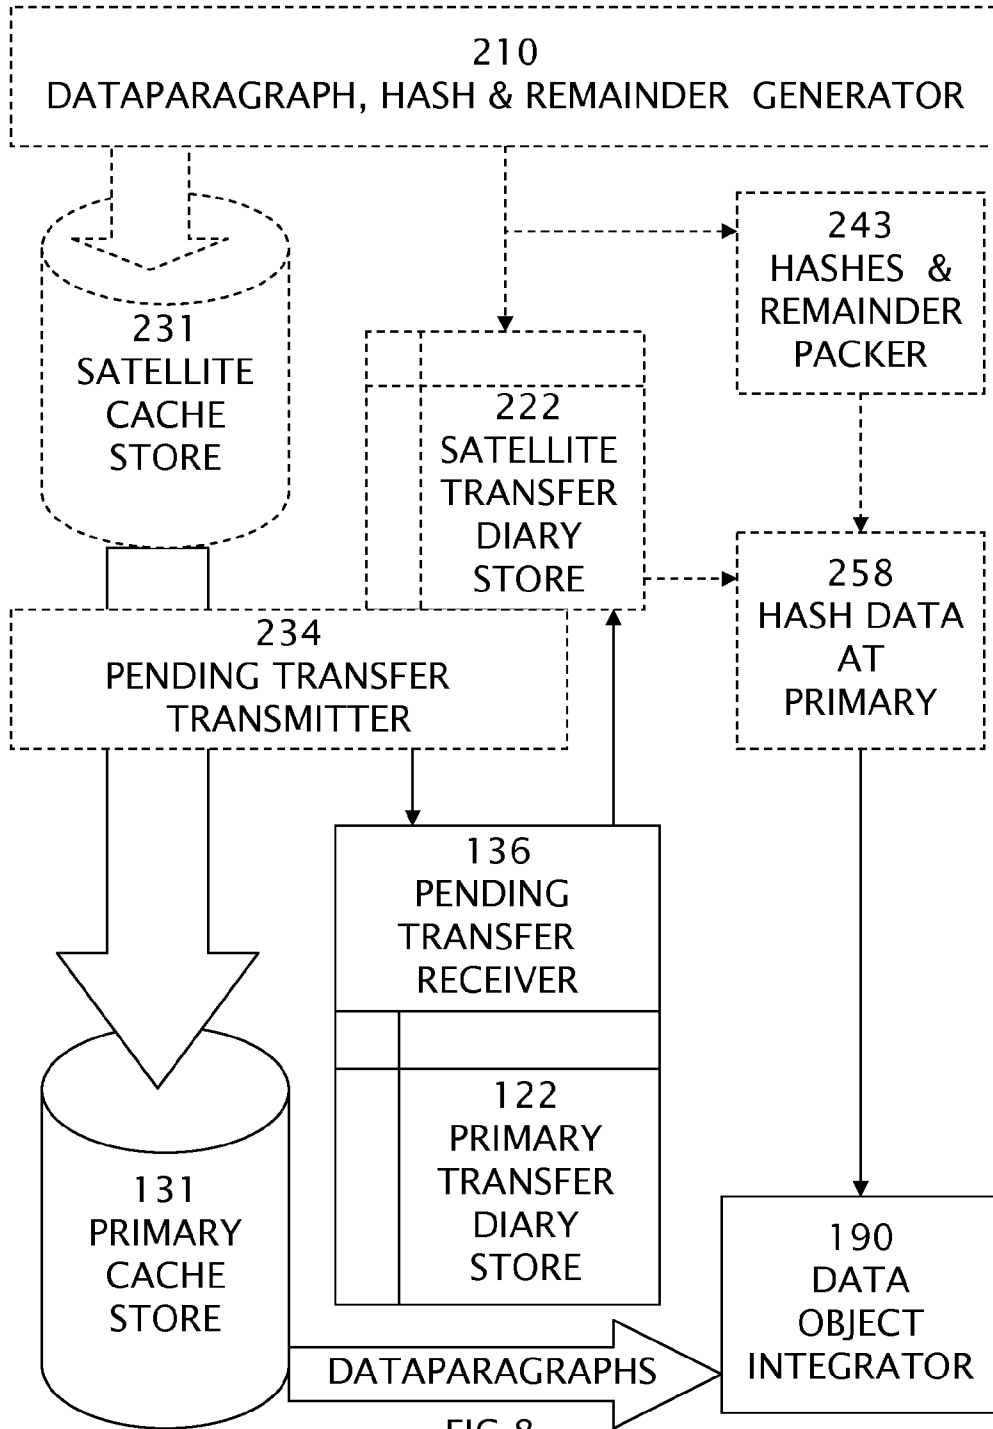 210
DATAPARAGRAPH, HASH & REMAINDER GENERATOR
243
HASHES &
REMAINDER
PACKER
231
SATELLITE
CACHE
STORE
222
SATELLITE
TRANSFER
DIARY
STORE
258
HASH DATA
AT
PRIMARY
234
PENDING TRANSFER
TRANSMITTER
136
PENDING
TRANSFER
RECEIVER
122
PRIMARY
TRANSFER
DIARY
STORE
131
PRIMARY
CACHE
STORE
190
DATA
OBJECT
INTEGRATOR
DATAPARAGRAPHS
FIG 8